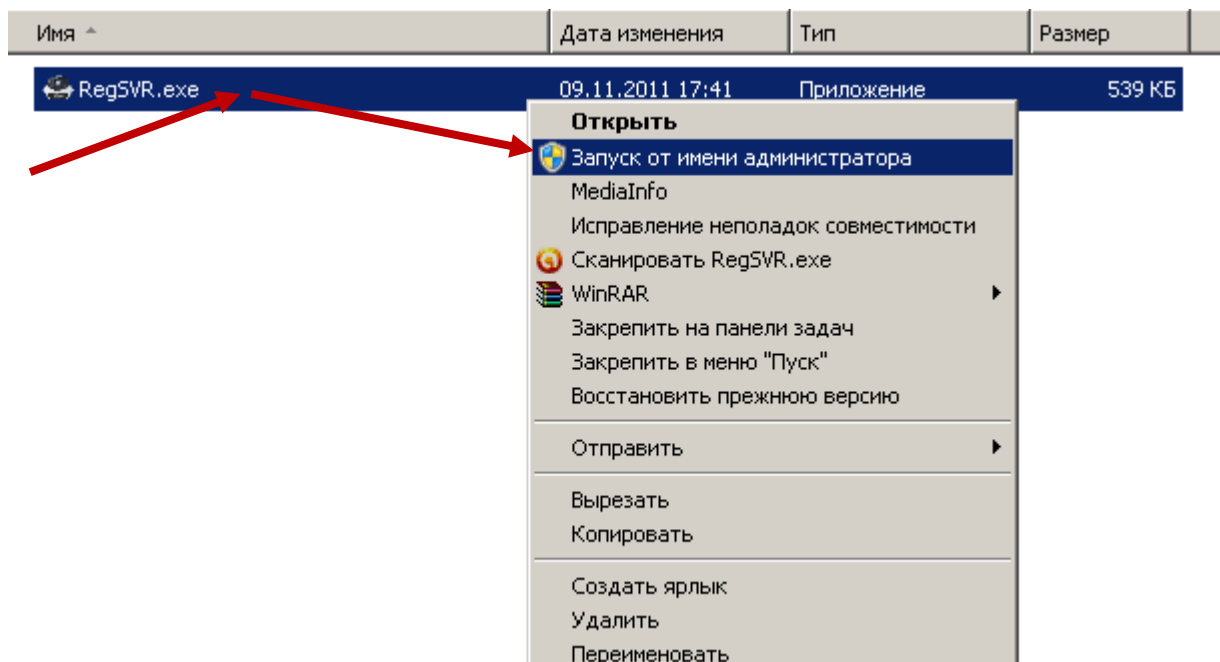 Имя Дата изменения Тип Размер
RegSVR.exe 09.11.2011 17:41 Приложение 539 КБ
Открыть
Запуск от имени администратора
MediaInfo
Исправление неполадок совместимости
Сканировать RegSVR.exe
WinRAR
Закрепить на панели задач
Закрепить в меню "Пуск"
Восстановить прежнюю версию
Отправить
Вырезать
Копировать
Создать ярлык
Удалить
Переименовать